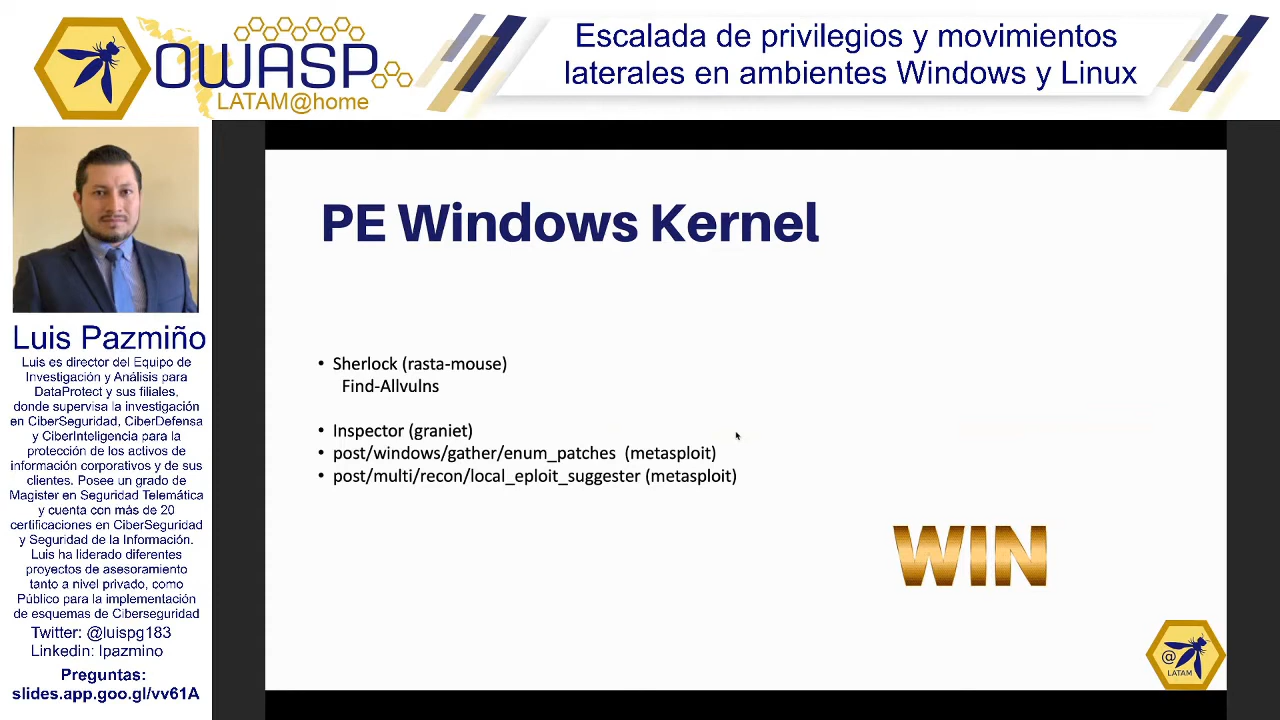 OWASP
LATAM@home
Escalada de privilegios y movimientos
laterales en ambientes Windows y Linux
Luis Pazmiño
Luis es director del Equipo de
Investigación y Análisis para
DataProtect y sus filiales,
donde supervisa la investigación
en CiberSeguridad, CiberDefensa
y CiberInteligencia para la
protección de los activos de
información corporativos y de sus
clientes. Posee un grado de
Magister en Seguridad Telemática
y cuenta con más de 20
certificaciones en CiberSeguridad
y Seguridad de la Información.
Luis ha liderado diferentes
proyectos de asesoramiento
tanto a nivel privado, como
Público para la implementación
de esquemas de Ciberseguridad
Twitter: @luispg183
Linkedin: lpazmino
Preguntas:
slides.app.goo.gl/vv61A
PE Windows Kernel
• Sherlock (rasta-mouse)
Find-Allvulns
• Inspector (graniet)
• post/windows/gather/enum_patches (metasploit)
• post/multi/recon/local_eploit_suggester (metasploit)
WIN
@
LATAM